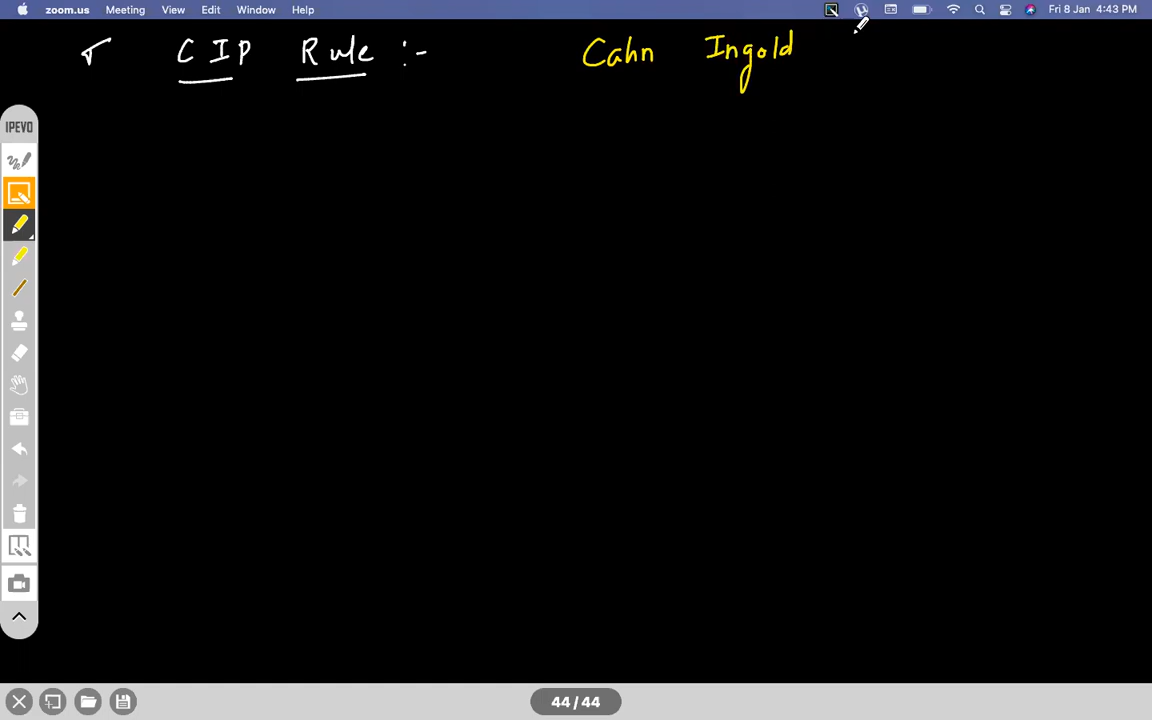 zoom.us Meeting View Edit Window Help Fri 8 Jan 4:43 PM
CIP Rule :- Cahn Ingold
IPEVO
44 / 44